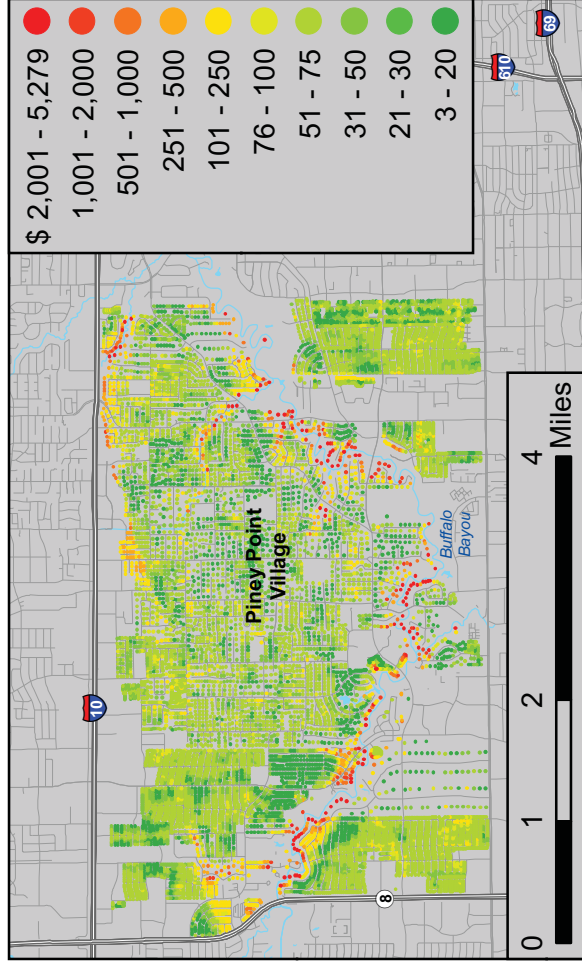 $ 2,001 - 5,279
1,001 - 2,000
501 - 1,000
251 - 500
101 - 250
76 - 100
51 - 75
31 - 50
21 - 30
3 - 20
69
610
10
8
Piney Point
Village
Buffalo
Bayou
0 1 2 4
Miles